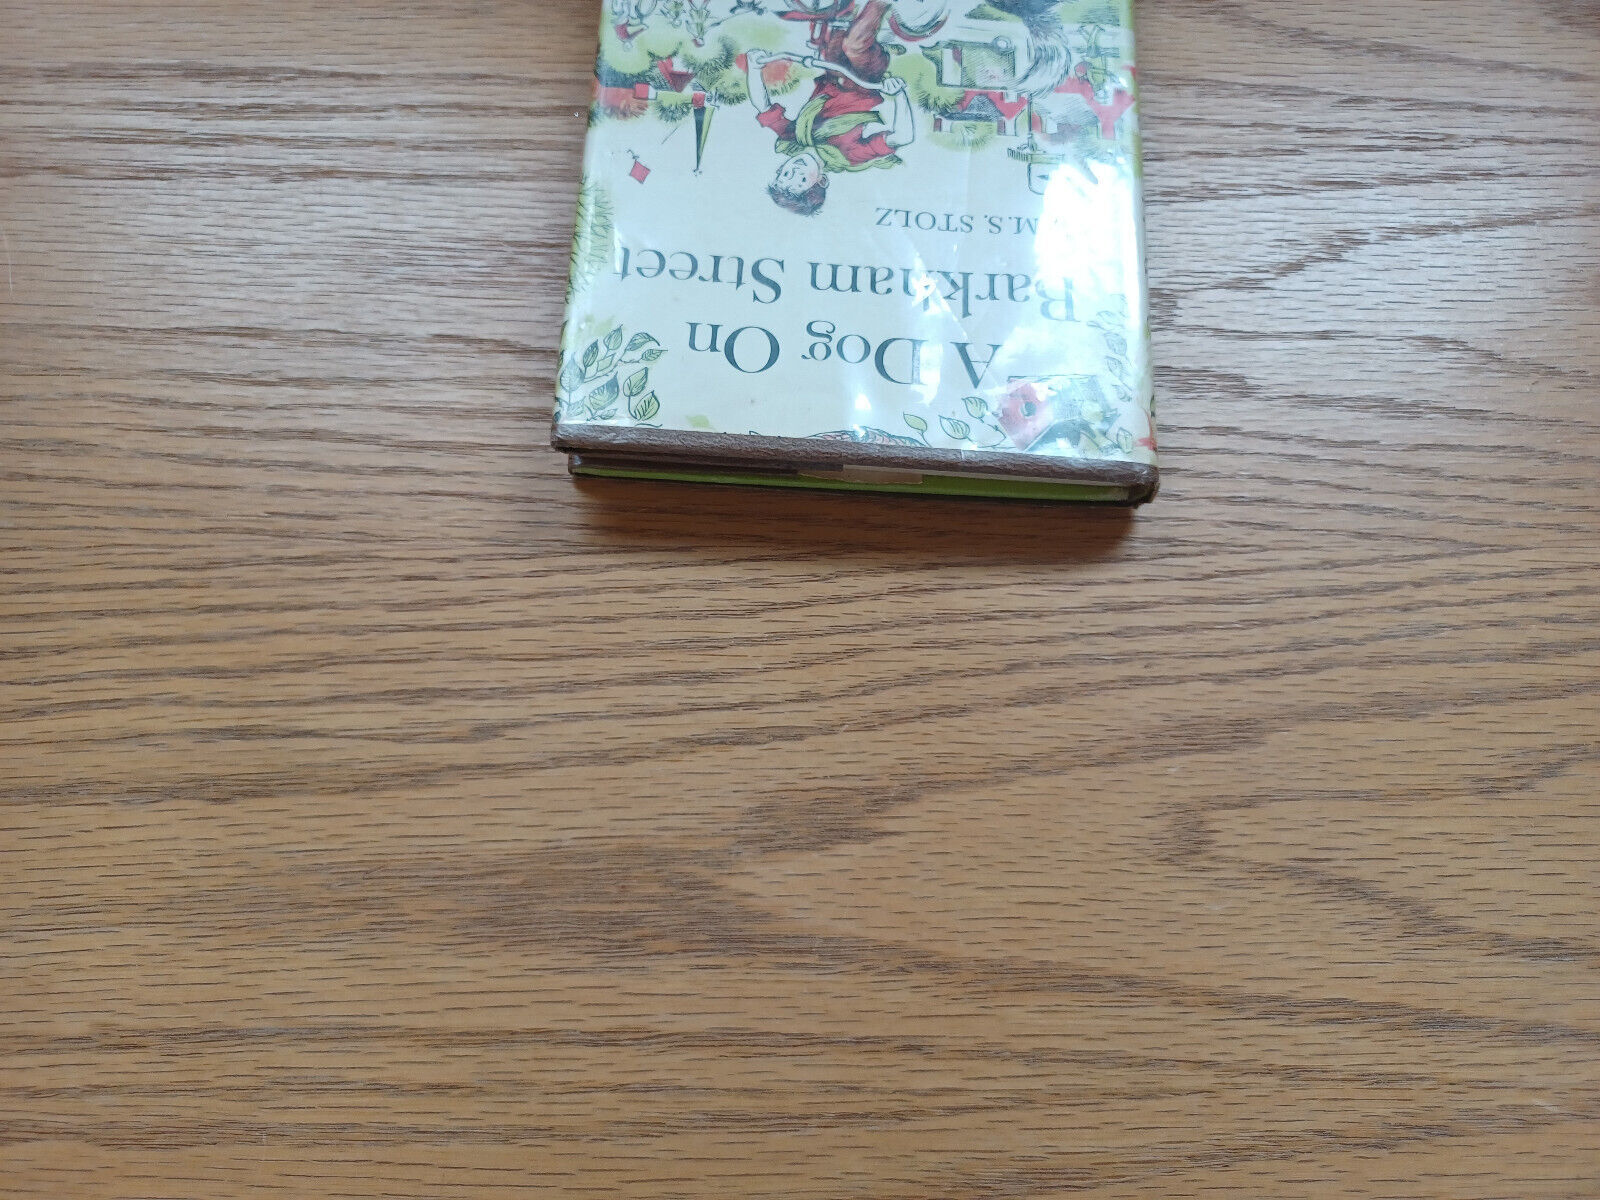 A Dog On
Barkham Street
M.S. STOLZ